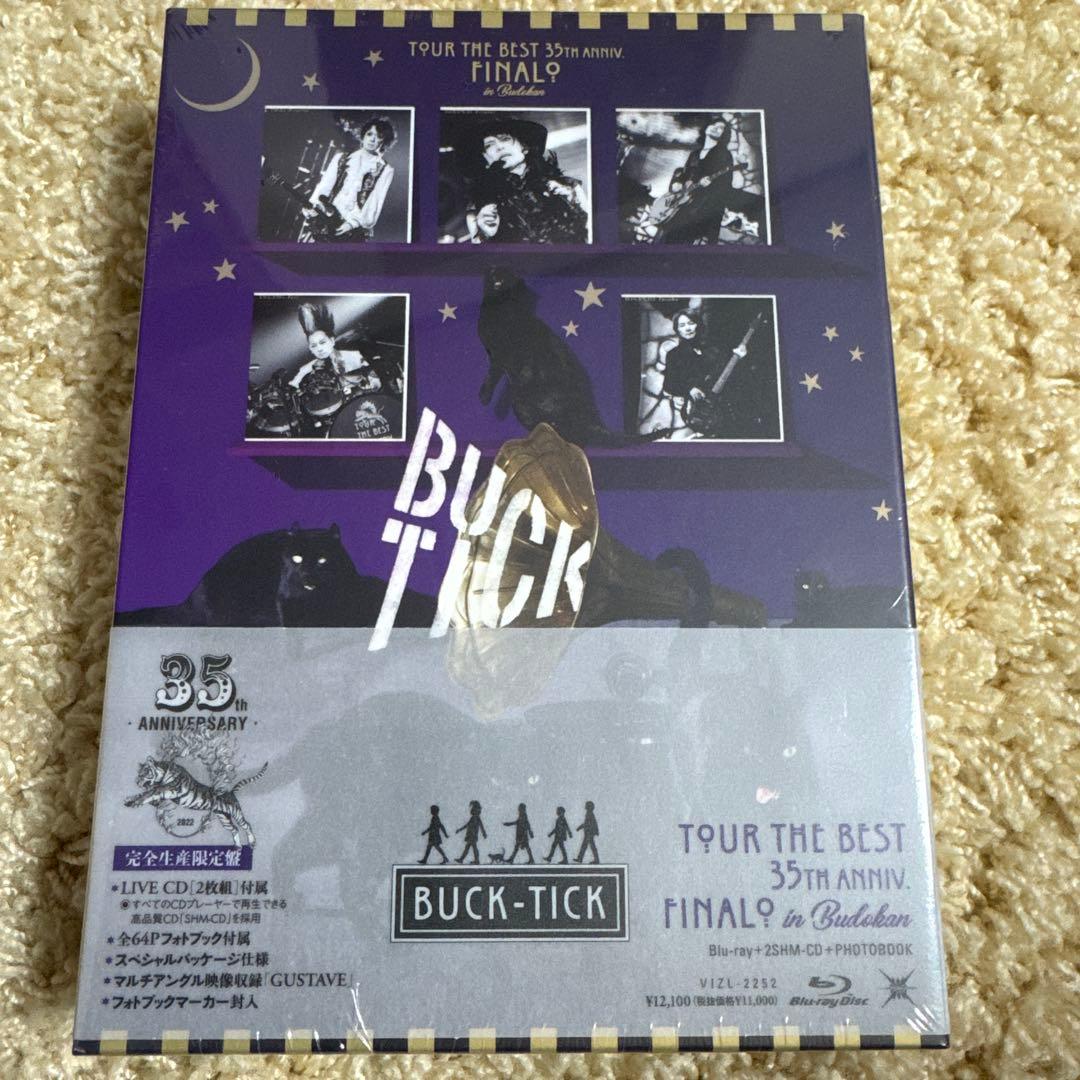 TOUR THE BEST 35TH ANNIV.
FINALO
in Budokan
TOUR
THE BEST
BUCK
TICK
35th
・ANNIVERSARY・
2022
完全生産限定盤
*LIVE CD[2枚組]付属
◉すべてのCDプレーヤーで再生できる
高品質CD「SHM-CD」を採用
*全64Pフォトブック付属
*スペシャルパッケージ仕様
*マルチアングル映像収録「GUSTAVE」
*フォトブックマーカー封入
BUCK-TICK
TOUR THE BEST
35TH ANNIV.
FINALO in Budokan
Blu-ray+2SHM-CD+PHOTOBOOK
VIZL-2252
¥12,100(税抜価格¥11,000)
Blu-ray Disc